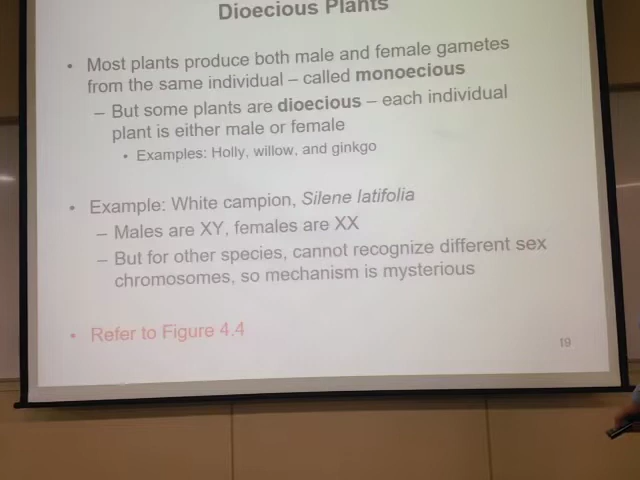 Dioecious Plants
• Most plants produce both male and female gametes
from the same individual – called monoecious
– But some plants are dioecious – each individual
plant is either male or female
• Examples: Holly, willow, and ginkgo
• Example: White campion, Silene latifolia
– Males are XY, females are XX
– But for other species, cannot recognize different sex
chromosomes, so mechanism is mysterious
• Refer to Figure 4.4
19